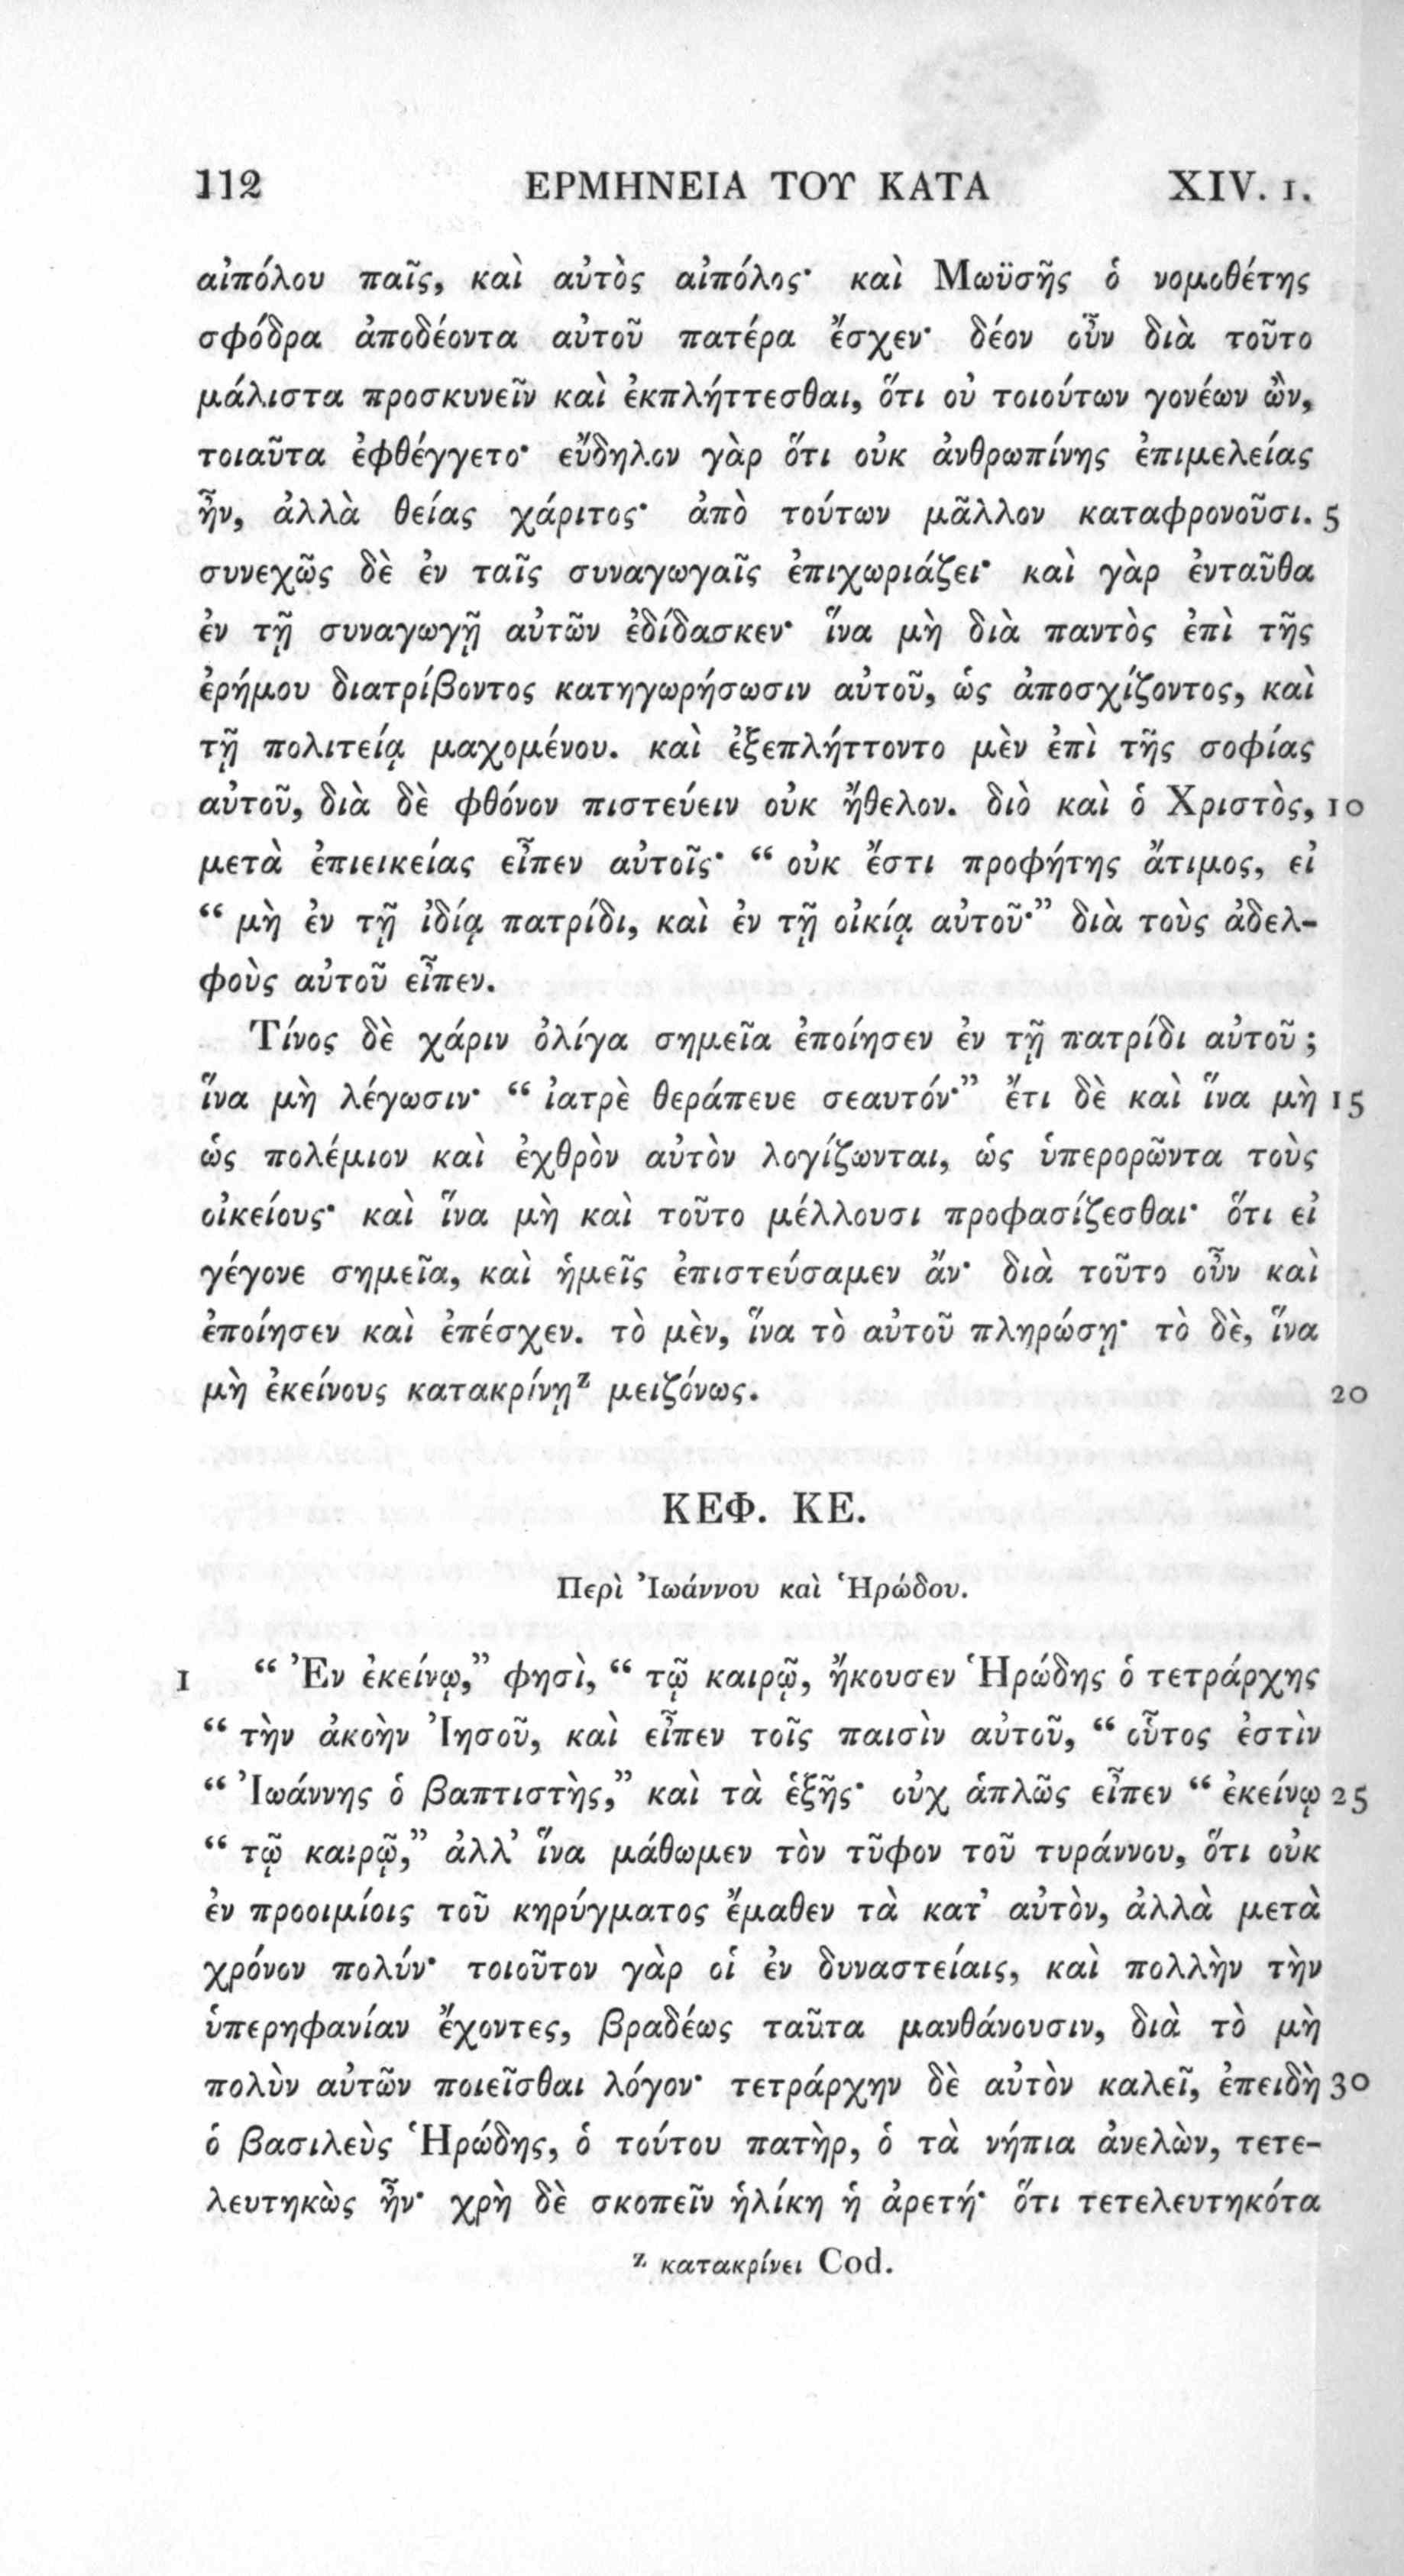 112 ΕΡΜΗΝΕΙΑ ΤΟΥ ΚΑΤΑ XIV. 1.
αἰπόλου παῖς, καὶ αὐτὸς αἰπόλος· καὶ Μωϋσῆς ὁ νομοθέτης
σφόδρα ἀποδέοντα αὐτοῦ πατέρα ἔσχεν· δέον οὖν διὰ τοῦτο
μάλιστα προσκυνεῖν καὶ ἐκπλήττεσθαι, ὅτι οὐ τοιούτων γονέων ὢν,
τοιαῦτα ἐφθέγγετο· εὔδηλον γὰρ ὅτι οὐκ ἀνθρωπίνης ἐπιμελείας
ἦν, ἀλλὰ θείας χάριτος· ἀπὸ τούτων μᾶλλον καταφρονοῦσι. 5
συνεχῶς δὲ ἐν ταῖς συναγωγαῖς ἐπιχωριάζει· καὶ γὰρ ἐνταῦθα
ἐν τῇ συναγωγῇ αὐτῶν ἐδίδασκεν· ἵνα μὴ διὰ παντὸς ἐπὶ τῆς
ἐρήμου διατρίβοντος κατηγωρήσωσιν αὐτοῦ, ὡς ἀποσχίζοντος, καὶ
τῇ πολιτείᾳ μαχομένου. καὶ ἐξεπλήττοντο μὲν ἐπὶ τῆς σοφίας
αὐτοῦ, διὰ δὲ φθόνον πιστεύειν οὐκ ἤθελον. διὸ καὶ ὁ Χριστὸς, 10
μετὰ ἐπιεικείας εἶπεν αὐτοῖς· “ οὐκ ἔστι προφήτης ἄτιμος, εἰ
“ μὴ ἐν τῇ ἰδίᾳ πατρίδι, καὶ ἐν τῇ οἰκίᾳ αὐτοῦ·” διὰ τοὺς ἀδελ-
φοὺς αὐτοῦ εἶπεν.
Τίνος δὲ χάριν ὀλίγα σημεῖα ἐποίησεν ἐν τῇ πατρίδι αὐτοῦ ;
ἵνα μὴ λέγωσιν· “ ἰατρὲ θεράπευε σεαυτόν·” ἔτι δὲ καὶ ἵνα μὴ 15
ὡς πολέμιον καὶ ἐχθρὸν αὐτὸν λογίζωνται, ὡς ὑπερορῶντα τοὺς
οἰκείους· καὶ ἵνα μὴ καὶ τοῦτο μέλλουσι προφασίζεσθαι· ὅτι εἰ
γέγονε σημεῖα, καὶ ἡμεῖς ἐπιστεύσαμεν ἄν· διὰ τοῦτο οὖν καὶ
ἐποίησεν καὶ ἐπέσχεν. τὸ μὲν, ἵνα τὸ αὐτοῦ πληρώσῃ· τὸ δὲ, ἵνα
μὴ ἐκείνους κατακρίνῃ z μειζόνως. 20
ΚΕΦ. ΚΕ.
Περὶ Ἰωάννου καὶ Ἡρώδου.
1 “ Ἐν ἐκείνῳ,” φησὶ, “ τῷ καιρῷ, ἤκουσεν Ἡρώδης ὁ τετράρχης
“ τὴν ἀκοὴν Ἰησοῦ, καὶ εἶπεν τοῖς παισὶν αὐτοῦ, “ οὗτος ἐστὶν
“ Ἰωάννης ὁ βαπτιστὴς,” καὶ τὰ ἑξῆς· οὐχ ἁπλῶς εἶπεν “ ἐκείνῳ 25
“ τῷ καιρῷ,” ἀλλ’ ἵνα μάθωμεν τὸν τῦφον τοῦ τυράννου, ὅτι οὐκ
ἐν προοιμίοις τοῦ κηρύγματος ἔμαθεν τὰ κατ’ αὐτὸν, ἀλλὰ μετὰ
χρόνον πολύν· τοιοῦτον γὰρ οἱ ἐν δυναστείαις, καὶ πολλὴν τὴν
ὑπερηφανίαν ἔχοντες, βραδέως ταῦτα μανθάνουσιν, διὰ τὸ μὴ
πολὺν αὐτῶν ποιεῖσθαι λόγον· τετράρχην δὲ αὐτὸν καλεῖ, ἐπειδὴ 30
ὁ βασιλεὺς Ἡρώδης, ὁ τούτου πατὴρ, ὁ τὰ νήπια ἀνελὼν, τετε-
λευτηκὼς ἦν· χρὴ δὲ σκοπεῖν ἡλίκη ἡ ἀρετή· ὅτι τετελευτηκότα
z κατακρίνει Cod.